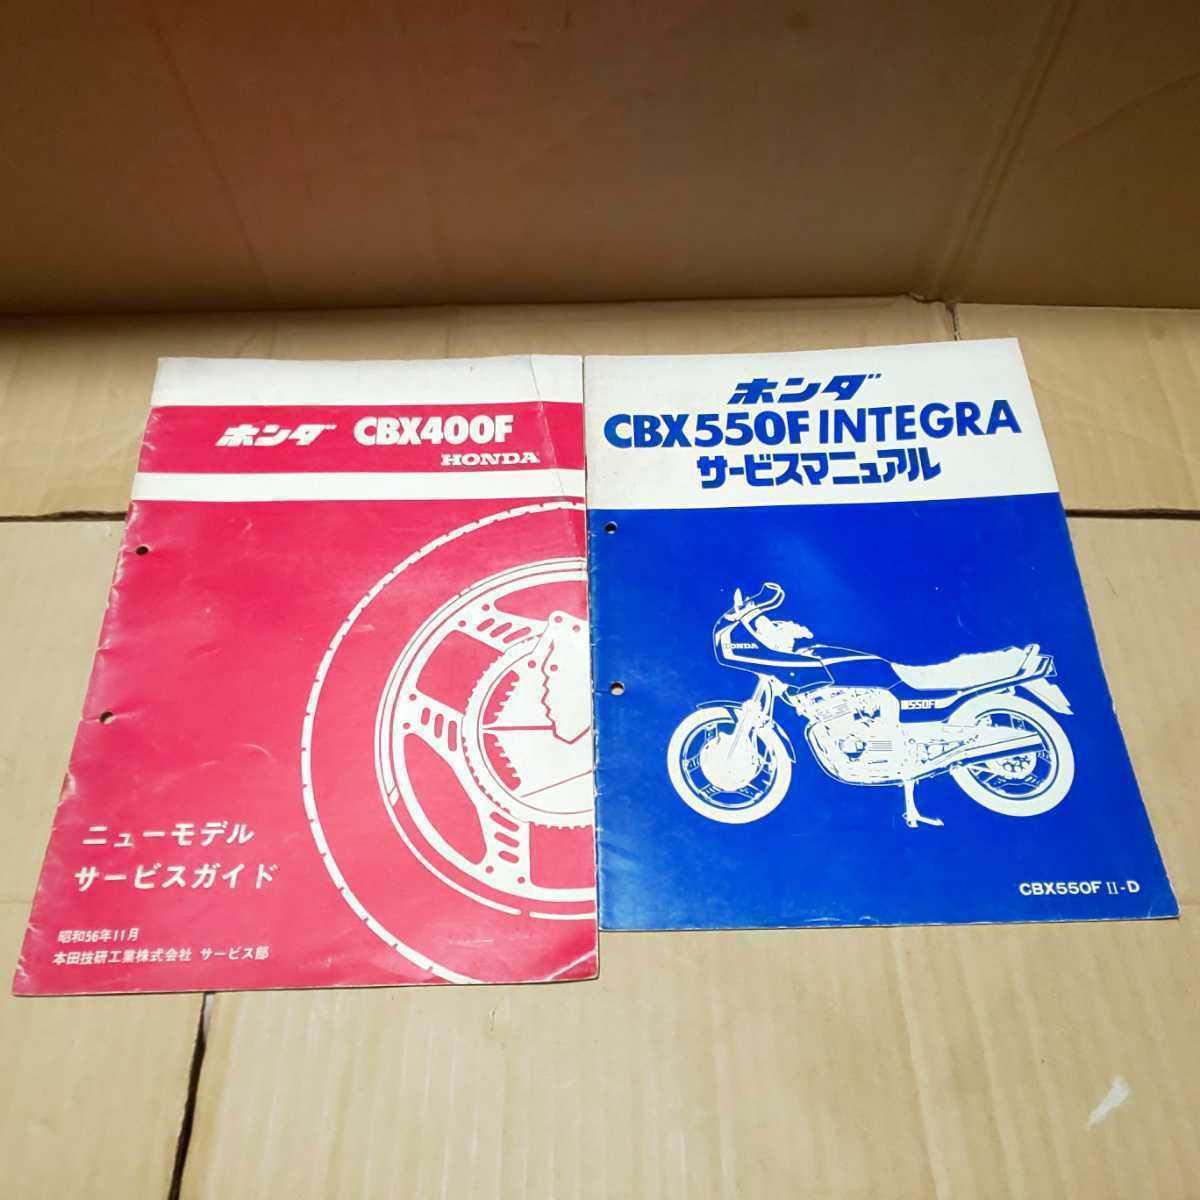 ホンダ CBX400F
HONDA
ニューモデル
サービスガイド
昭和56年11月
本田技研工業株式会社 サービス部
ホンダ
CBX550F INTEGRA
サービスマニュアル
HONDA
550F
CBX550F II-D